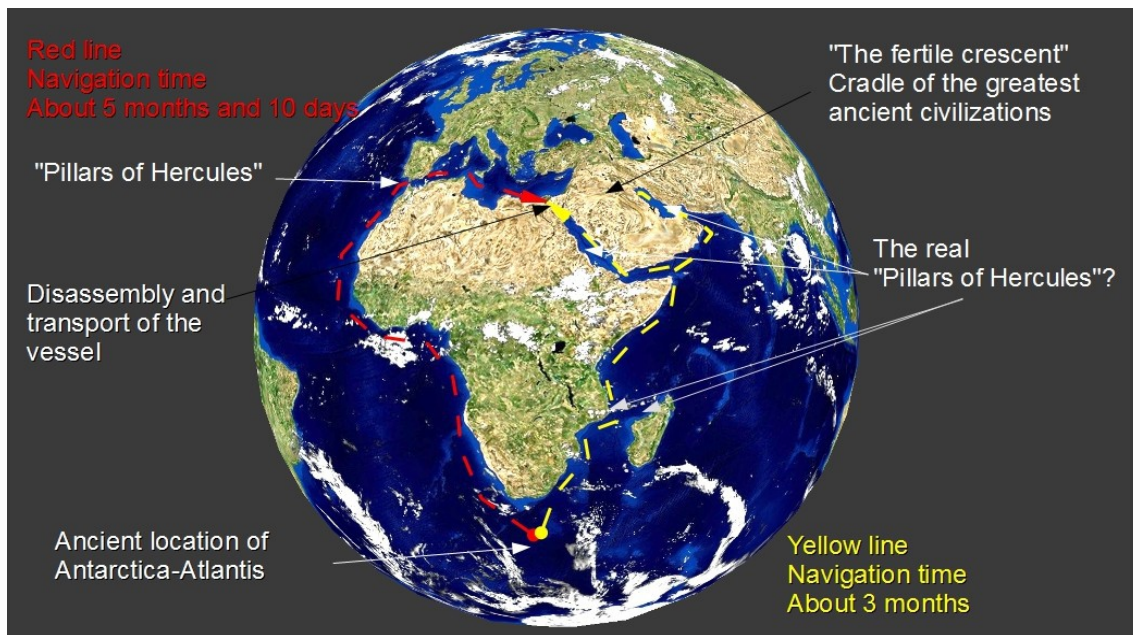 Red line
Navigation time
About 5 months and 10 days
"The fertile crescent"
Cradle of the greatest
ancient civilizations
"Pillars of Hercules"
The real
"Pillars of Hercules"?
Disassembly and
transport of the
vessel
Ancient location of
Antarctica-Atlantis
Yellow line
Navigation time
About 3 months